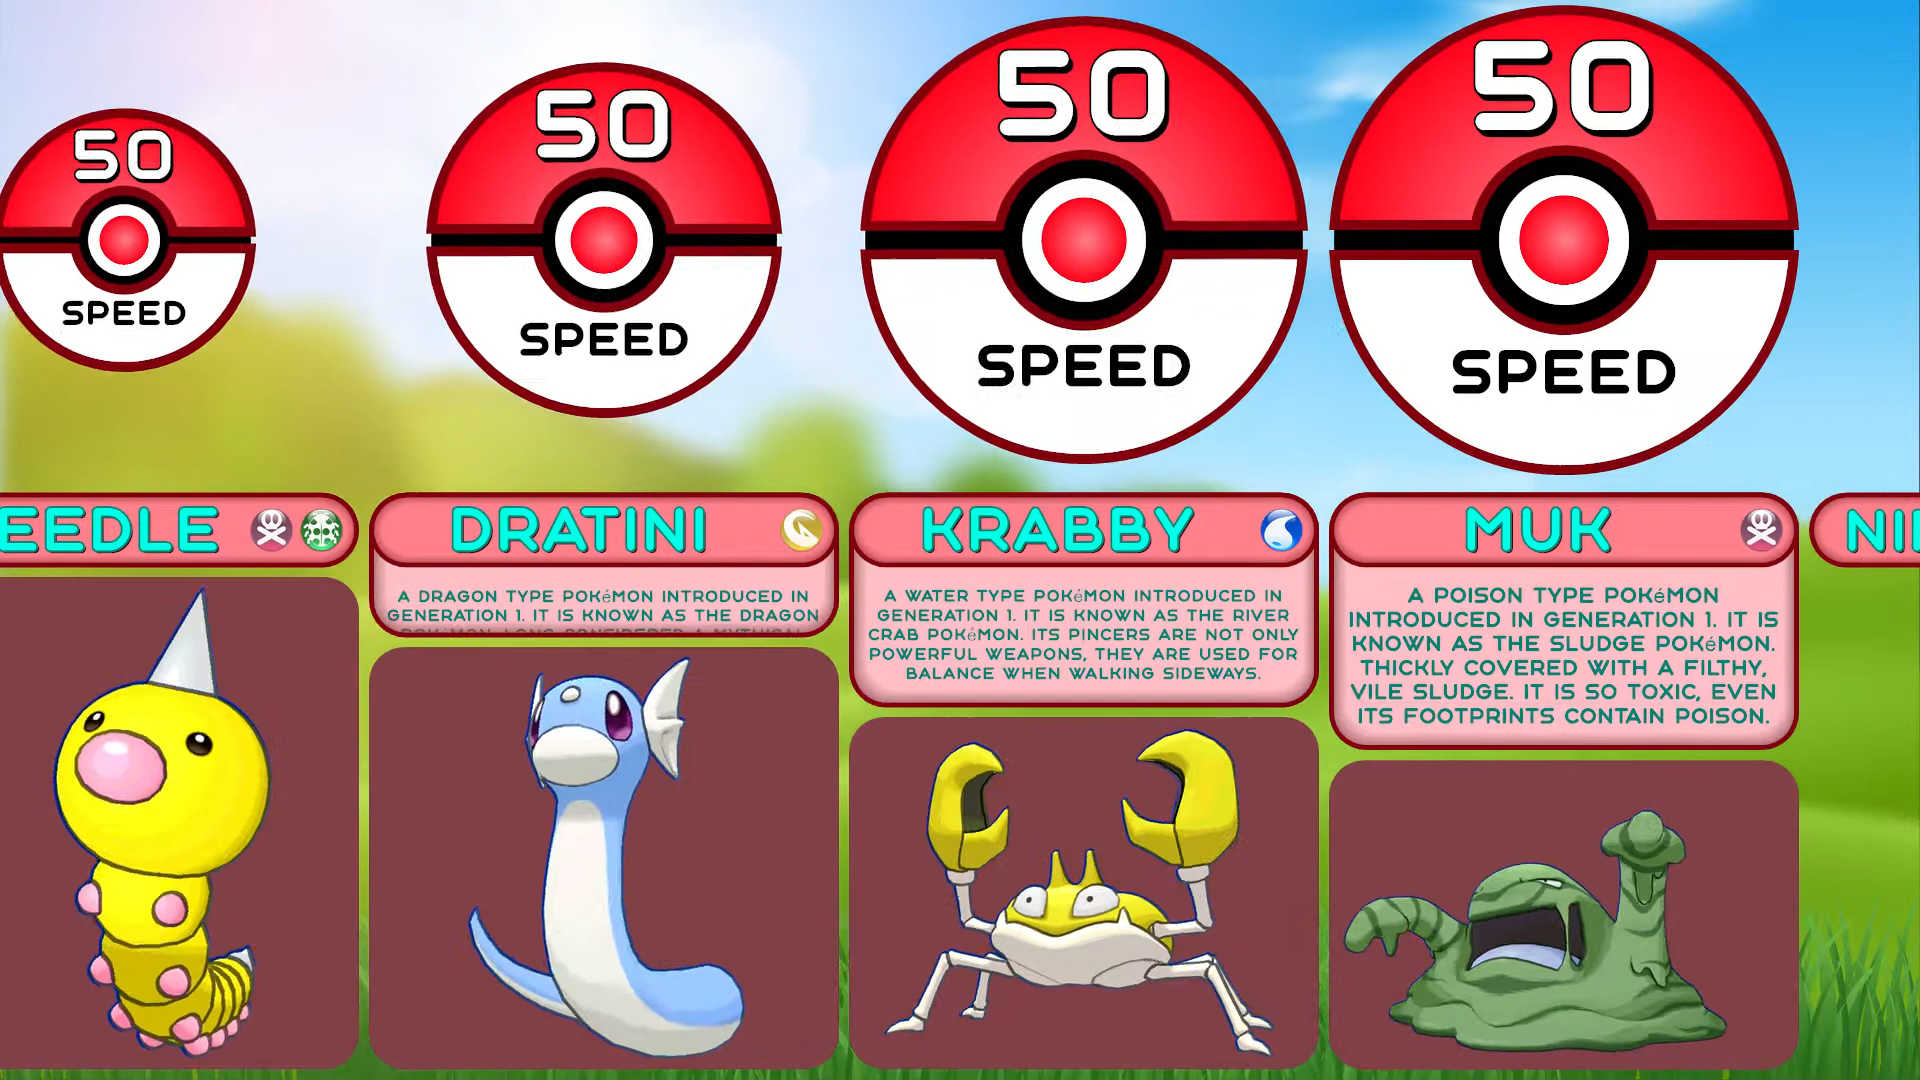 50
SPEED
50
SPEED
50
SPEED
50
SPEED
EEDLE
DRATINI
A DRAGON TYPE POKéMON INTRODUCED IN
GENERATION 1. IT IS KNOWN AS THE DRAGON
KRABBY
A WATER TYPE POKéMON INTRODUCED IN
GENERATION 1. IT IS KNOWN AS THE RIVER
CRAB POKéMON. ITS PINCERS ARE NOT ONLY
POWERFUL WEAPONS, THEY ARE USED FOR
BALANCE WHEN WALKING SIDEWAYS.
MUK
A POISON TYPE POKéMON
INTRODUCED IN GENERATION 1. IT IS
KNOWN AS THE SLUDGE POKéMON.
THICKLY COVERED WITH A FILTHY,
VILE SLUDGE. IT IS SO TOXIC, EVEN
ITS FOOTPRINTS CONTAIN POISON.